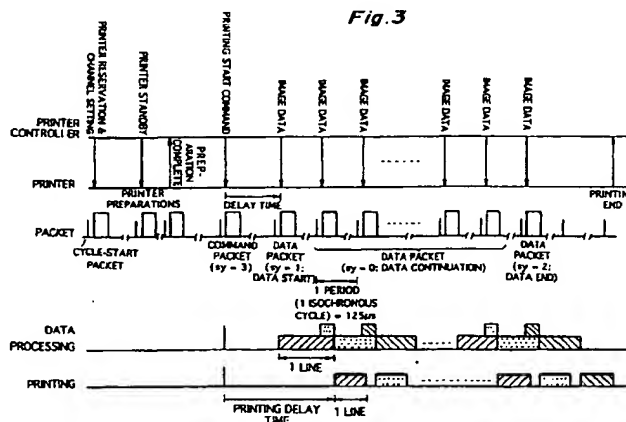 Fig.3
PRINTER RESERVATION &
CHANNEL SETTING
PRINTER STANDBY
PRINTING START COMMAND
IMAGE DATA
IMAGE DATA
IMAGE DATA
IMAGE DATA
IMAGE DATA
IMAGE DATA
PRINTER
CONTROLLER
PREP-
ARATION
COMPLETE
PRINTER
PRINTER
PREPARATIONS
DELAY TIME
PRINTING
END
PACKET
CYCLE-START
PACKET
COMMAND
PACKET
(sy = 3)
DATA
PACKET
(sy = 1;
DATA START)
DATA PACKET
(sy = 0; DATA CONTINUATION)
DATA
PACKET
(sy = 2;
DATA END)
1 PERIOD
(1 ISOCHRONOUS
CYCLE) = 125μs
DATA
PROCESSING
1 LINE
PRINTING
PRINTING DELAY
TIME
1 LINE